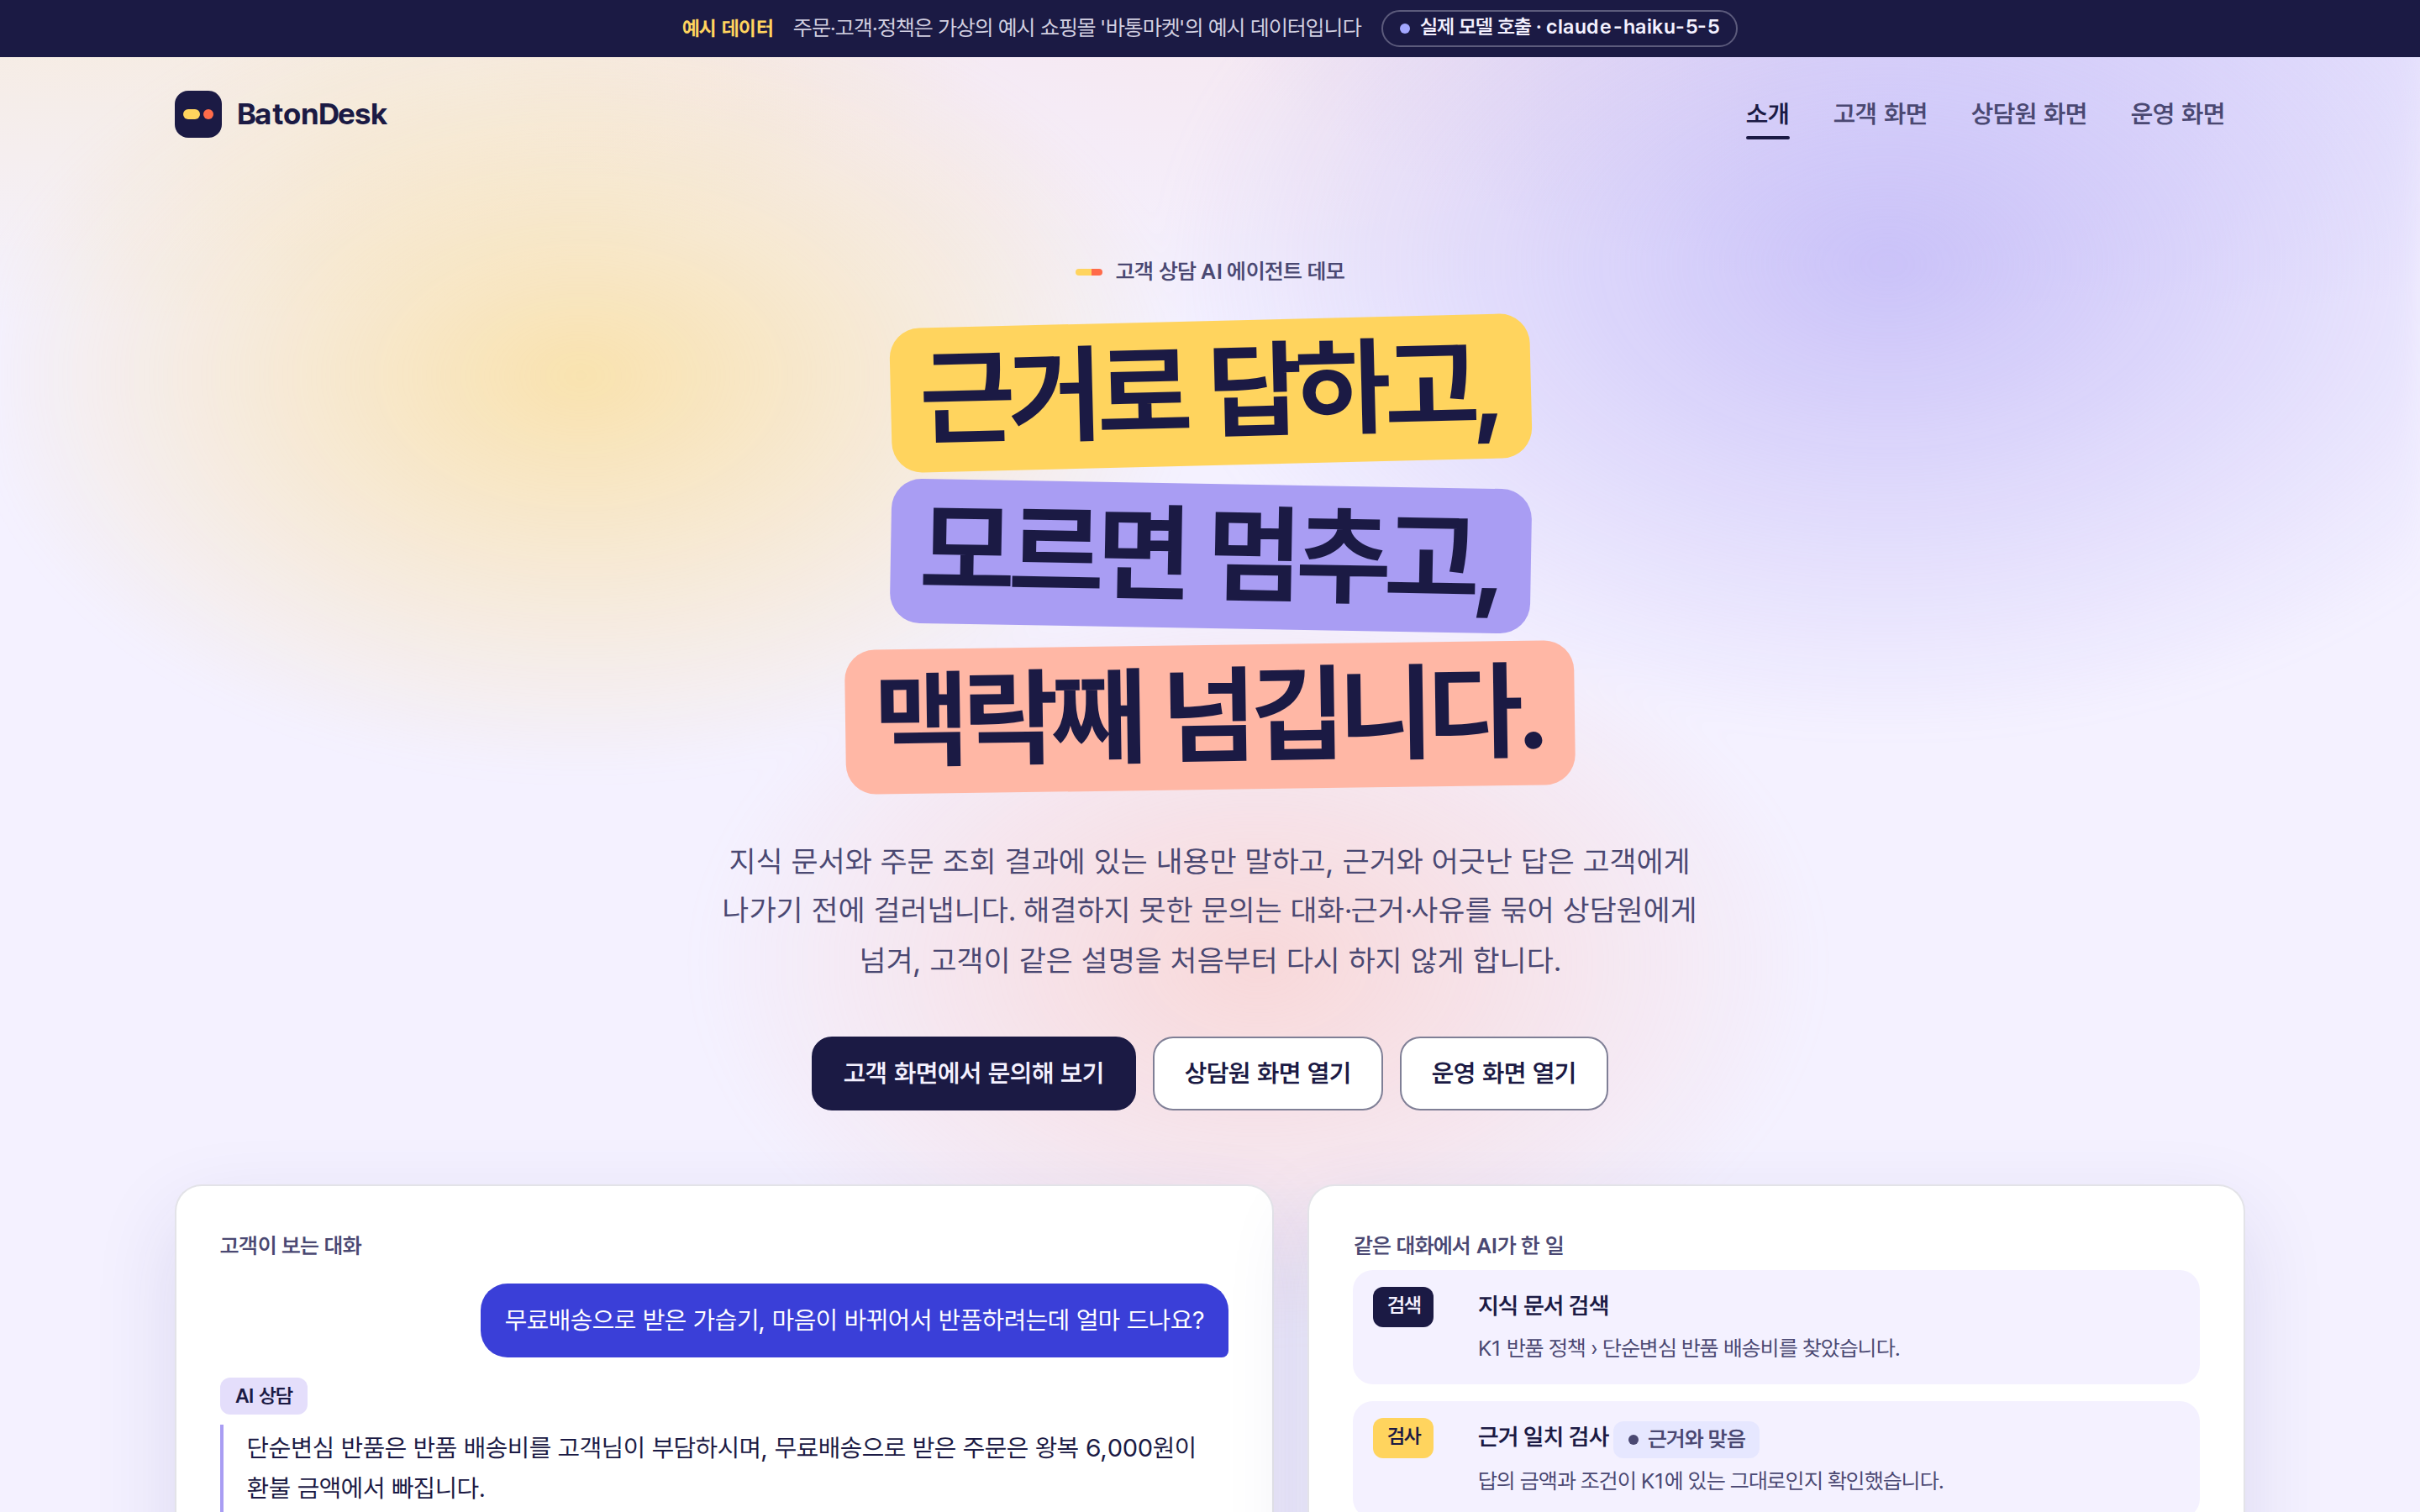 예시 데이터 주문·고객·정책은 가상의 예시 쇼핑몰 '바통마켓'의 예시 데이터입니다 실제 모델 호출 · claude-haiku-5-5
BatonDesk
소개 고객 화면 상담원 화면 운영 화면
고객 상담 AI 에이전트 데모
근거로 답하고,
모르면 멈추고,
맥락째 넘깁니다.
지식 문서와 주문 조회 결과에 있는 내용만 말하고, 근거와 어긋난 답은 고객에게
나가기 전에 걸러냅니다. 해결하지 못한 문의는 대화·근거·사유를 묶어 상담원에게
넘겨, 고객이 같은 설명을 처음부터 다시 하지 않게 합니다.
고객 화면에서 문의해 보기 상담원 화면 열기 운영 화면 열기
고객이 보는 대화
무료배송으로 받은 가습기, 마음이 바뀌어서 반품하려는데 얼마 드나요?
AI 상담
단순변심 반품은 반품 배송비를 고객님이 부담하시며, 무료배송으로 받은 주문은 왕복 6,000원이
환불 금액에서 빠집니다.
같은 대화에서 AI가 한 일
검색 지식 문서 검색
K1 반품 정책 › 단순변심 반품 배송비를 찾았습니다.
검사 근거 일치 검사 근거와 맞음
답의 금액과 조건이 K1에 있는 그대로인지 확인했습니다.